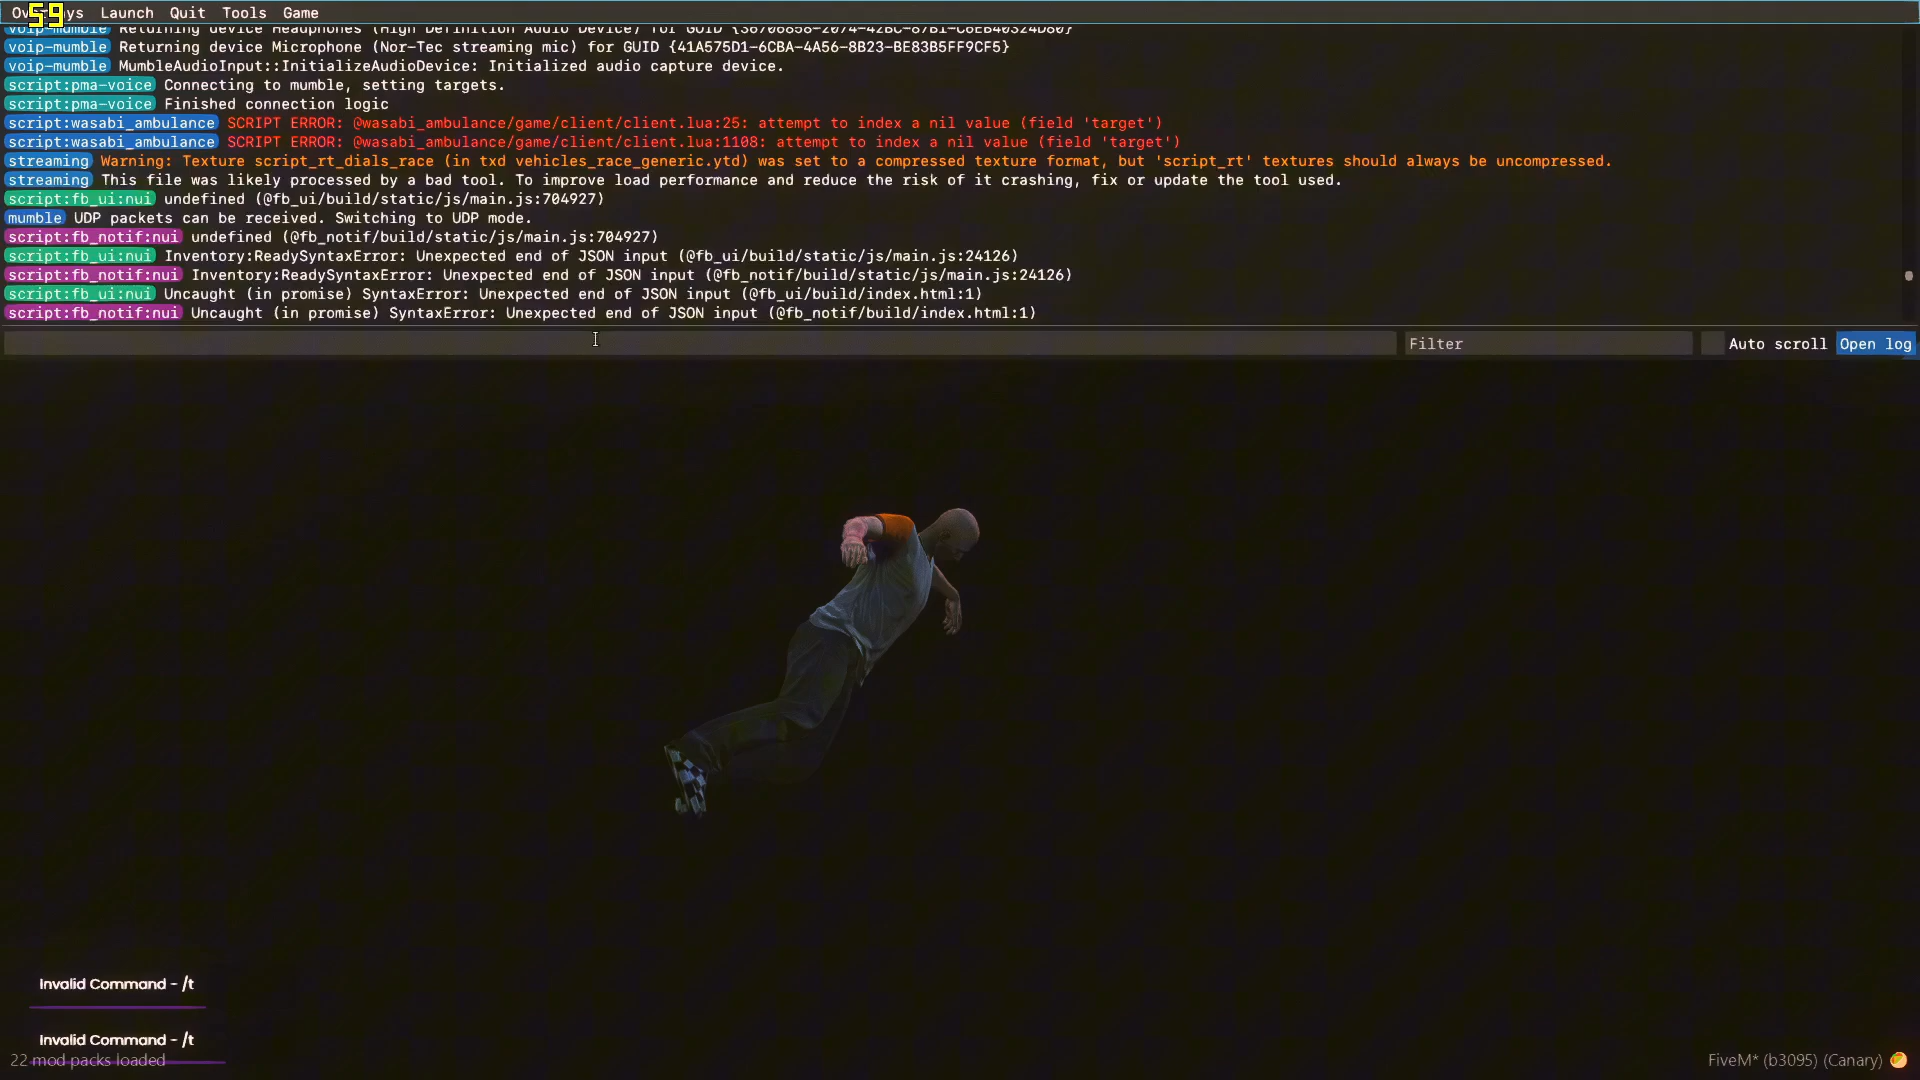 59
Launch Quit Tools Game
voip-mumble Returning device Headphones (High Definition Audio Device) for GUID
voip-mumble Returning device Microphone (Nor-Tec streaming mic) for GUID {41A575D1-6CBA-4A56-8B23-BE83B5FF9CF5}
voip-mumble MumbleAudioInput::InitializeAudioDevice: Initialized audio capture device.
script:pma-voice Connecting to mumble, setting targets.
script:pma-voice Finished connection logic
script:wasabi_ambulance SCRIPT ERROR: @wasabi_ambulance/game/client/client.lua:25: attempt to index a nil value (field 'target')
script:wasabi_ambulance SCRIPT ERROR: @wasabi_ambulance/game/client/client.lua:1108: attempt to index a nil value (field 'target')
streaming Warning: Texture script_rt_dials_race (in txd vehicles_race_generic.ytd) was set to a compressed texture format, but 'script_rt' textures should always be uncompressed.
streaming This file was likely processed by a bad tool. To improve load performance and reduce the risk of it crashing, fix or update the tool used.
script:fb_ui:nui undefined (@fb_ui/build/static/js/main.js:704927)
mumble UDP packets can be received. Switching to UDP mode.
script:fb_notif:nui undefined (@fb_notif/build/static/js/main.js:704927)
script:fb_ui:nui Inventory:ReadySyntaxError: Unexpected end of JSON input (@fb_ui/build/static/js/main.js:24126)
script:fb_notif:nui Inventory:ReadySyntaxError: Unexpected end of JSON input (@fb_notif/build/static/js/main.js:24126)
script:fb_ui:nui Uncaught (in promise) SyntaxError: Unexpected end of JSON input (@fb_ui/build/index.html:1)
script:fb_notif:nui Uncaught (in promise) SyntaxError: Unexpected end of JSON input (@fb_notif/build/index.html:1)
Filter Auto scroll Open log
Invalid Command - /t
Invalid Command - /t
22 mod packs loaded
FiveM* (b3095) (Canary)